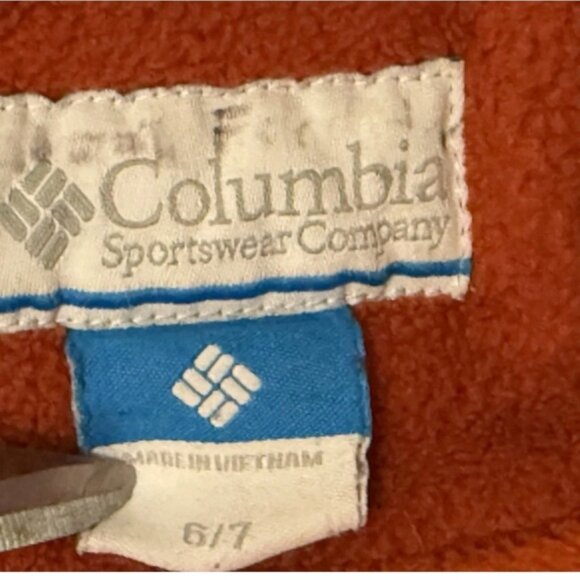 Columbia
Sportswear Company
MADE IN VIETNAM
6/7